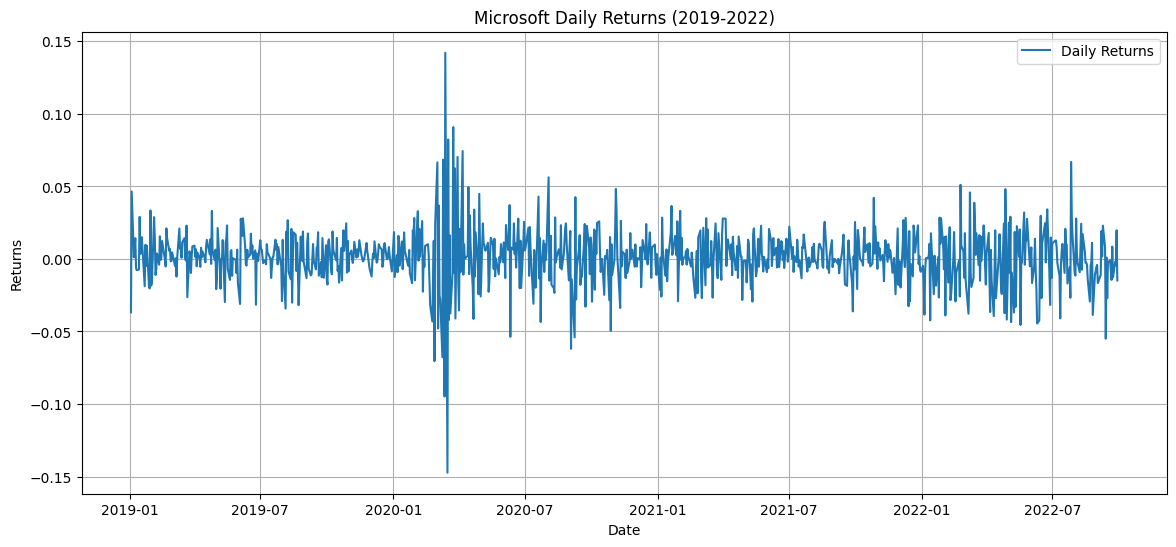 Microsoft Daily Returns (2019-2022)
Daily Returns
0.15
0.10
0.05
0.00
−0.05
−0.10
−0.15
Returns
2019-01 2019-07 2020-01 2020-07 2021-01 2021-07 2022-01 2022-07
Date